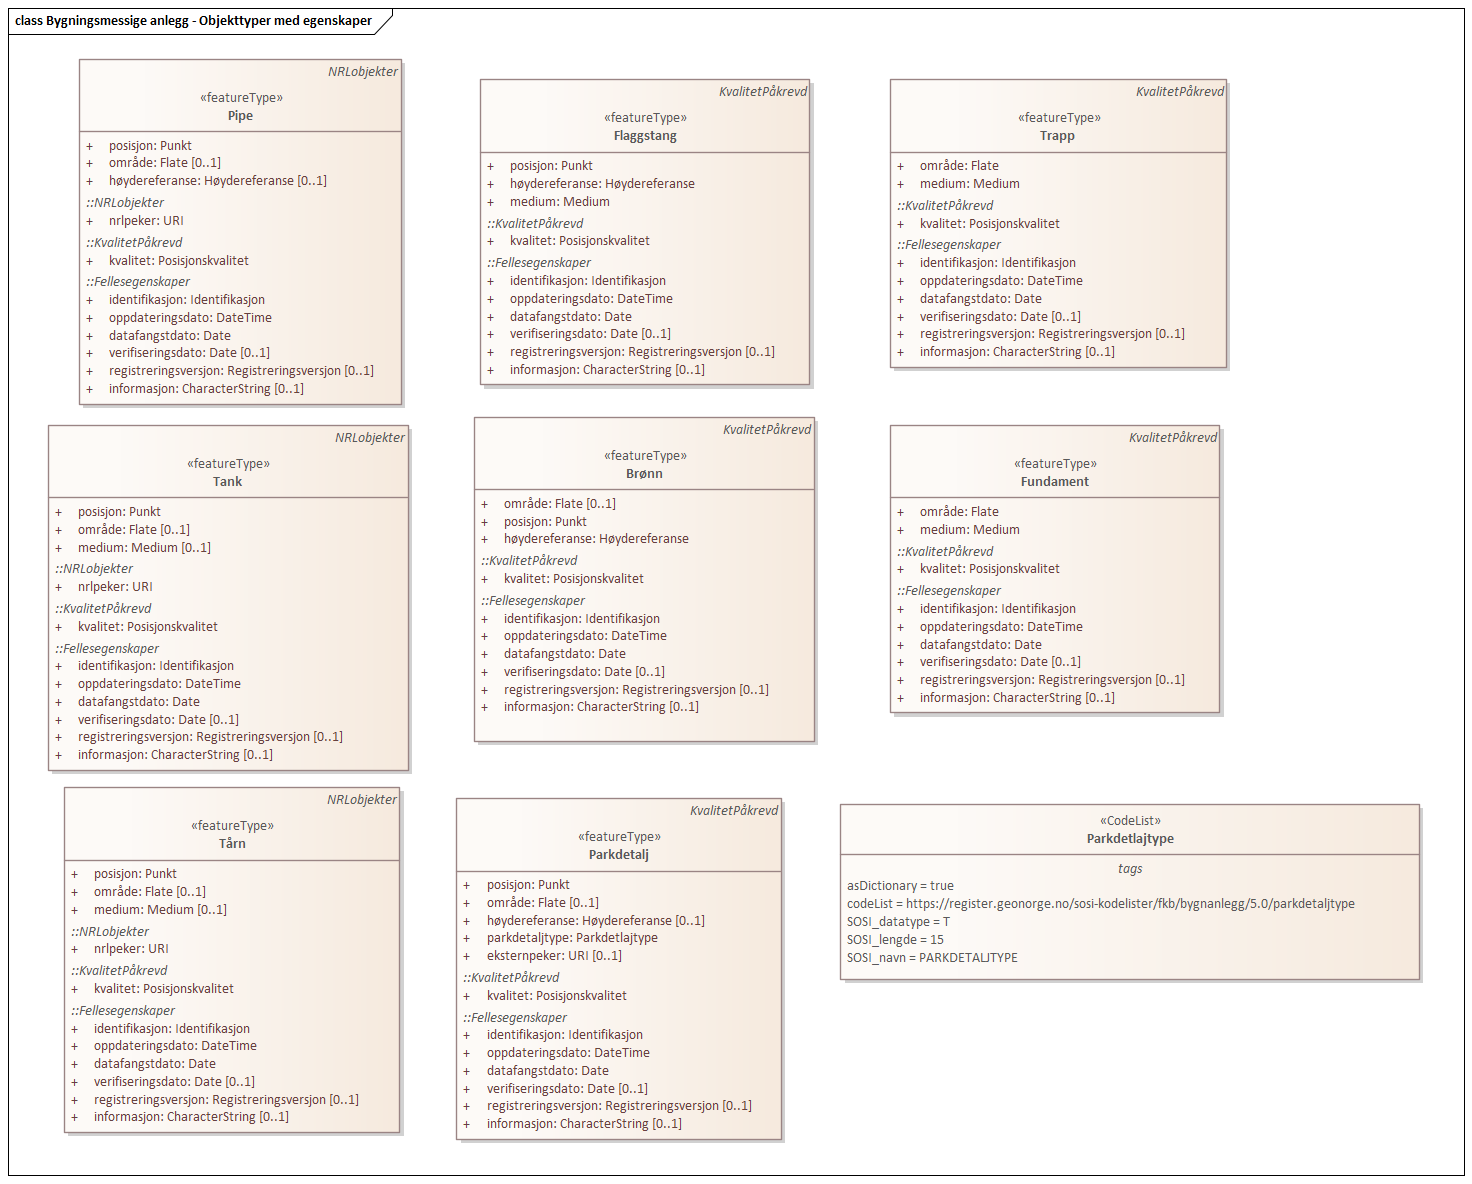 class Bygningsmessige anlegg - Objekttyper med egenskaper
NRLobjekter
«featureType»
Pipe
+ posisjon: Punkt
+ område: Flate [0..1]
+ høydereferanse: Høydereferanse [0..1]
::NRLobjekter
+ nrlpeker: URI
::KvalitetPåkrevd
+ kvalitet: Posisjonskvalitet
::Fellesegenskaper
+ identifikasjon: Identifikasjon
+ oppdateringsdato: DateTime
+ datafangstdato: Date
+ verifiseringsdato: Date [0..1]
+ registreringsversjon: Registreringsversjon [0..1]
+ informasjon: CharacterString [0..1]
KvalitetPåkrevd
«featureType»
Flaggstang
+ posisjon: Punkt
+ høydereferanse: Høydereferanse
+ medium: Medium
::KvalitetPåkrevd
+ kvalitet: Posisjonskvalitet
::Fellesegenskaper
+ identifikasjon: Identifikasjon
+ oppdateringsdato: DateTime
+ datafangstdato: Date
+ verifiseringsdato: Date [0..1]
+ registreringsversjon: Registreringsversjon [0..1]
+ informasjon: CharacterString [0..1]
KvalitetPåkrevd
«featureType»
Trapp
+ område: Flate
+ medium: Medium
::KvalitetPåkrevd
+ kvalitet: Posisjonskvalitet
::Fellesegenskaper
+ identifikasjon: Identifikasjon
+ oppdateringsdato: DateTime
+ datafangstdato: Date
+ verifiseringsdato: Date [0..1]
+ registreringsversjon: Registreringsversjon [0..1]
+ informasjon: CharacterString [0..1]
NRLobjekter
«featureType»
Tank
+ posisjon: Punkt
+ område: Flate [0..1]
+ medium: Medium [0..1]
::NRLobjekter
+ nrlpeker: URI
::KvalitetPåkrevd
+ kvalitet: Posisjonskvalitet
::Fellesegenskaper
+ identifikasjon: Identifikasjon
+ oppdateringsdato: DateTime
+ datafangstdato: Date
+ verifiseringsdato: Date [0..1]
+ registreringsversjon: Registreringsversjon [0..1]
+ informasjon: CharacterString [0..1]
KvalitetPåkrevd
«featureType»
Brønn
+ område: Flate [0..1]
+ posisjon: Punkt
+ høydereferanse: Høydereferanse
::KvalitetPåkrevd
+ kvalitet: Posisjonskvalitet
::Fellesegenskaper
+ identifikasjon: Identifikasjon
+ oppdateringsdato: DateTime
+ datafangstdato: Date
+ verifiseringsdato: Date [0..1]
+ registreringsversjon: Registreringsversjon [0..1]
+ informasjon: CharacterString [0..1]
KvalitetPåkrevd
«featureType»
Fundament
+ område: Flate
+ medium: Medium
::KvalitetPåkrevd
+ kvalitet: Posisjonskvalitet
::Fellesegenskaper
+ identifikasjon: Identifikasjon
+ oppdateringsdato: DateTime
+ datafangstdato: Date
+ verifiseringsdato: Date [0..1]
+ registreringsversjon: Registreringsversjon [0..1]
+ informasjon: CharacterString [0..1]
NRLobjekter
«featureType»
Tårn
+ posisjon: Punkt
+ område: Flate [0..1]
+ medium: Medium [0..1]
::NRLobjekter
+ nrlpeker: URI
::KvalitetPåkrevd
+ kvalitet: Posisjonskvalitet
::Fellesegenskaper
+ identifikasjon: Identifikasjon
+ oppdateringsdato: DateTime
+ datafangstdato: Date
+ verifiseringsdato: Date [0..1]
+ registreringsversjon: Registreringsversjon [0..1]
+ informasjon: CharacterString [0..1]
KvalitetPåkrevd
«featureType»
Parkdetalj
+ posisjon: Punkt
+ område: Flate [0..1]
+ høydereferanse: Høydereferanse [0..1]
+ parkdetaljtype: Parkdetlajtype
+ eksternpeker: URI [0..1]
::KvalitetPåkrevd
+ kvalitet: Posisjonskvalitet
::Fellesegenskaper
+ identifikasjon: Identifikasjon
+ oppdateringsdato: DateTime
+ datafangstdato: Date
+ verifiseringsdato: Date [0..1]
+ registreringsversjon: Registreringsversjon [0..1]
+ informasjon: CharacterString [0..1]
«CodeList»
Parkdetlajtype
tags
asDictionary = true
codeList = https://register.geonorge.no/sosi-kodelister/fkb/bygnanlegg/5.0/parkdetaljtype
SOSI_datatype = T
SOSI_lengde = 15
SOSI_navn = PARKDETALJTYPE